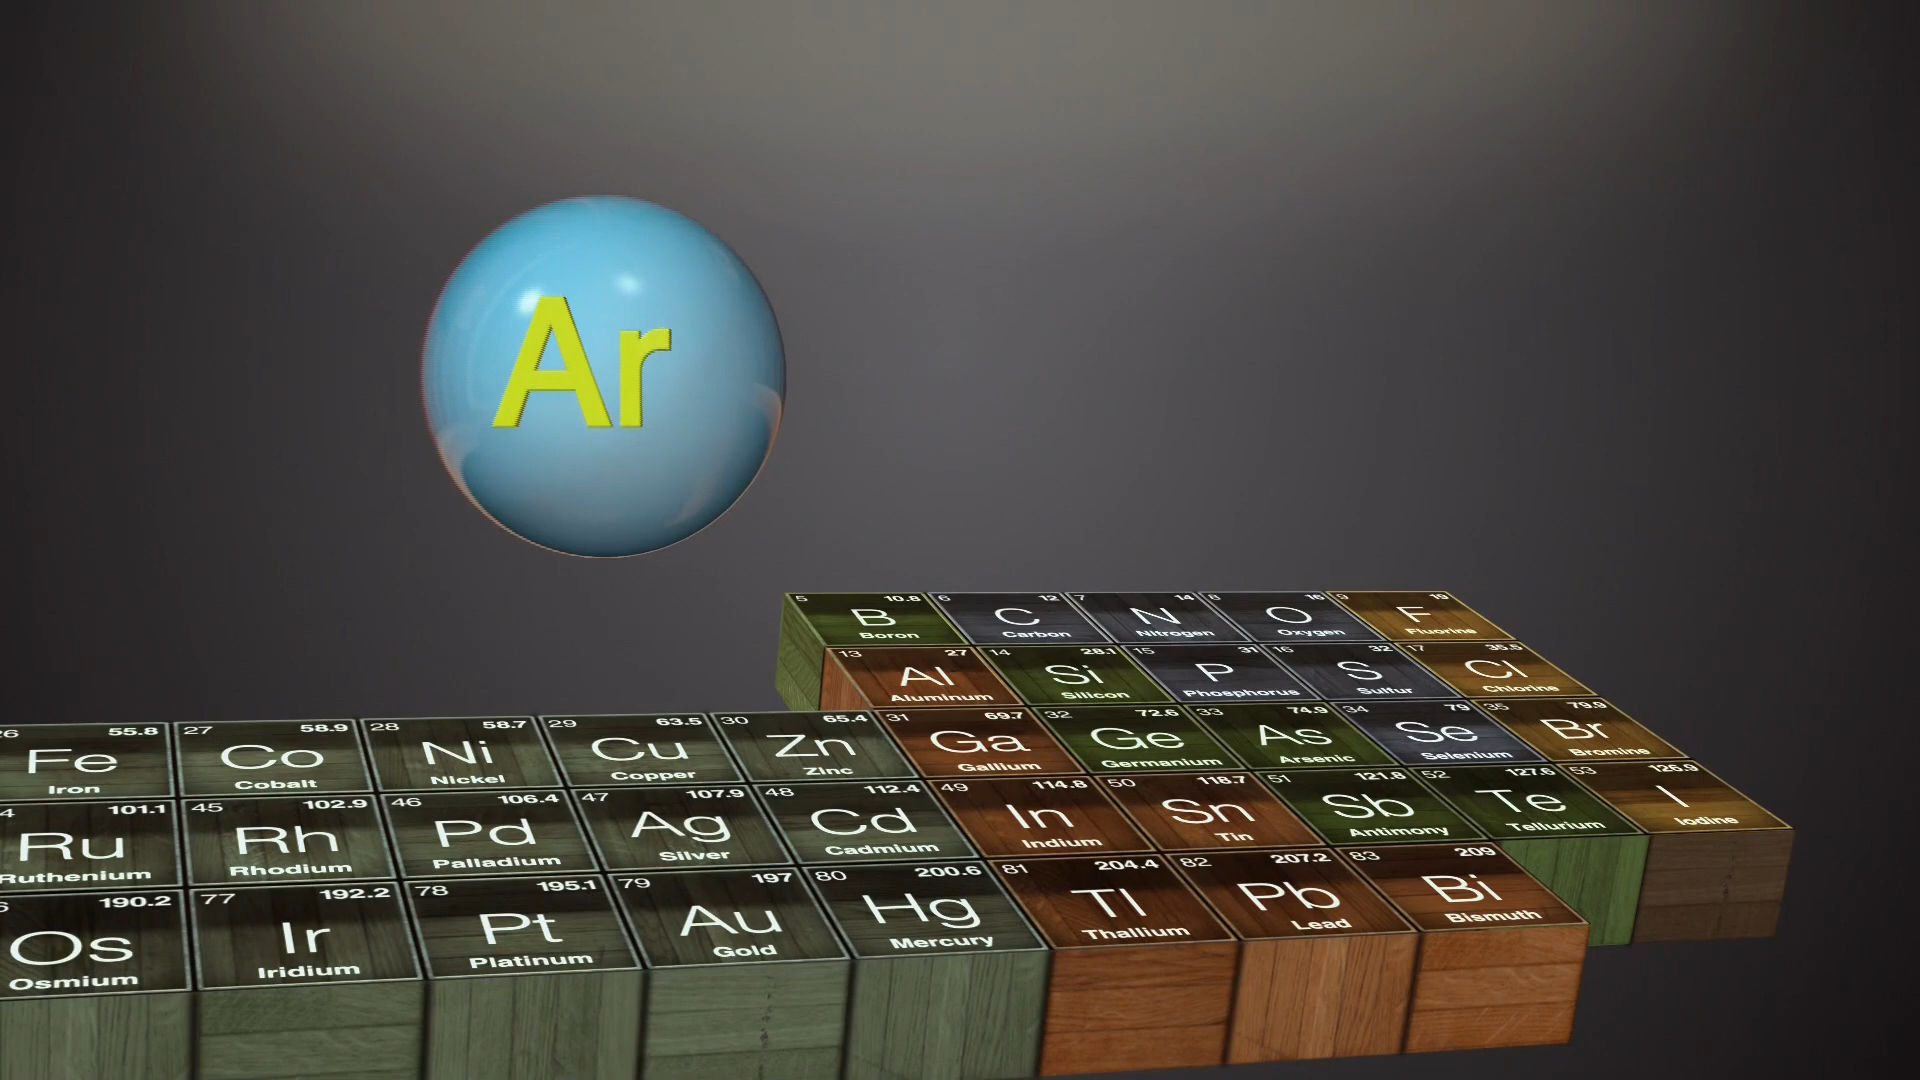 Ar
5 10.8 6 12 7 14 8 16 9 19
B C N O F
Boron Carbon Nitrogen Oxygen Fluorine
13 27 14 28.1 15 31 16 32 17 35.5
Al Si P S Cl
Aluminum Silicon Phosphorus Sulfur Chlorine
26 55.8 27 58.9 28 58.7 29 63.5 30 65.4 31 69.7 32 72.6 33 74.9 34 79 35 79.9
Fe Co Ni Cu Zn Ga Ge As Se Br
Iron Cobalt Nickel Copper Zinc Gallium Germanium Arsenic Selenium Bromine
4 101.1 45 102.9 46 106.4 47 107.9 48 112.4 49 114.8 50 118.7 51 121.8 52 127.6 53 126.9
Ru Rh Pd Ag Cd In Sn Sb Te I
Ruthenium Rhodium Palladium Silver Cadmium Indium Tin Antimony Tellurium Iodine
6 190.2 77 192.2 78 195.1 79 197 80 200.6 81 204.4 82 207.2 83 209
Os Ir Pt Au Hg Tl Pb Bi
Osmium Iridium Platinum Gold Mercury Thallium Lead Bismuth